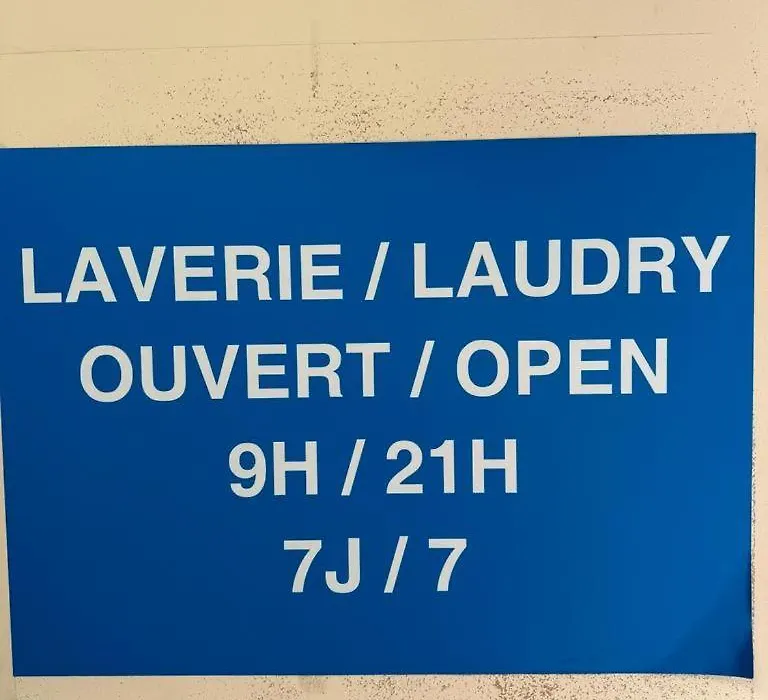 LAVERIE / LAUDRY
OUVERT / OPEN
9H / 21H
7J / 7